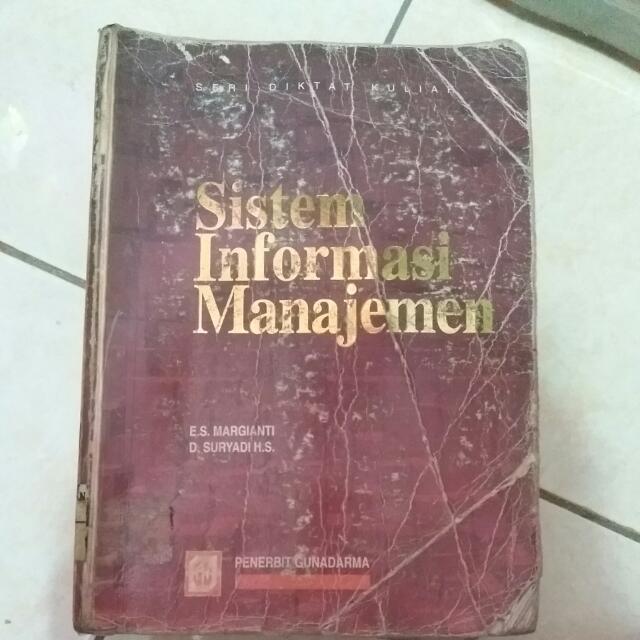 SERI DIKTAT KULIAH
Sistem
Informasi
Manajemen
E.S. MARGIANTI
D. SURYADI H.S.
PENERBIT GUNADARMA